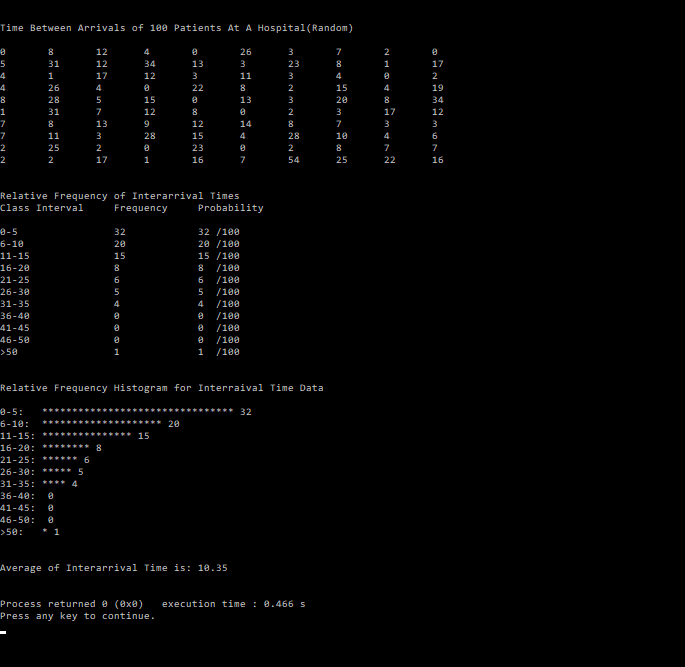 Time Between Arrivals of 100 Patients At A Hospital(Random)
0 8 12 4 0 26 3 7 2 0
5 31 12 34 13 3 23 8 1 17
4 1 17 12 3 11 3 4 0 2
4 26 4 0 22 8 2 15 4 19
8 28 5 15 0 13 3 20 8 34
1 31 7 12 8 0 2 3 17 12
7 8 13 9 12 14 8 7 3 3
7 11 3 28 15 4 28 10 4 6
2 25 2 0 23 0 2 8 7 7
2 2 17 1 16 7 54 25 22 16
Relative Frequency of Interarrival Times
Class Interval Frequency Probability
0-5 32 32 /100
6-10 20 20 /100
11-15 15 15 /100
16-20 8 8 /100
21-25 6 6 /100
26-30 5 5 /100
31-35 4 4 /100
36-40 0 0 /100
41-45 0 0 /100
46-50 0 0 /100
>50 1 1 /100
Relative Frequency Histogram for Interraival Time Data
0-5: ******************************** 32
6-10: ******************** 20
11-15: *************** 15
16-20: ******** 8
21-25: ****** 6
26-30: ***** 5
31-35: **** 4
36-40: 0
41-45: 0
46-50: 0
>50: * 1
Average of Interarrival Time is: 10.35
Process returned 0 (0x0) execution time : 0.466 s
Press any key to continue.